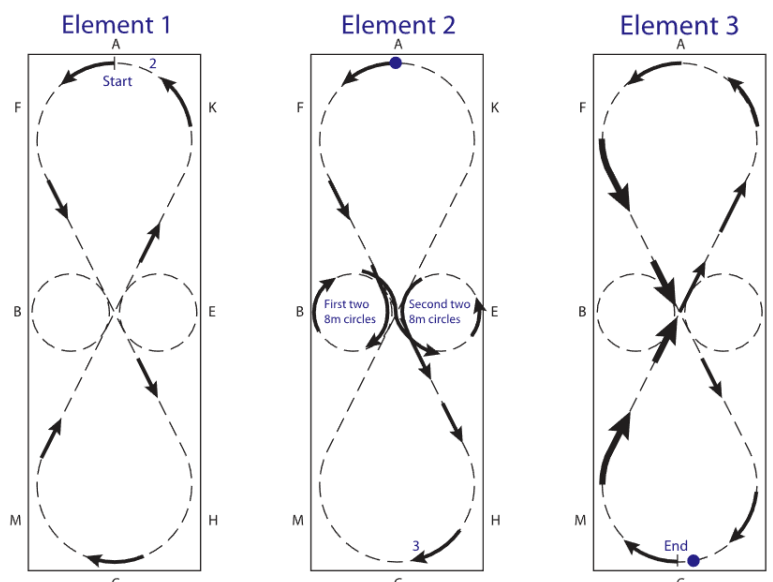 Element 1
A
2
Start
F
K
B
E
M
H
Element 2
A
F
K
B
First two
8m circles
Second two
8m circles
E
M
H
3
Element 3
A
F
B
M
End